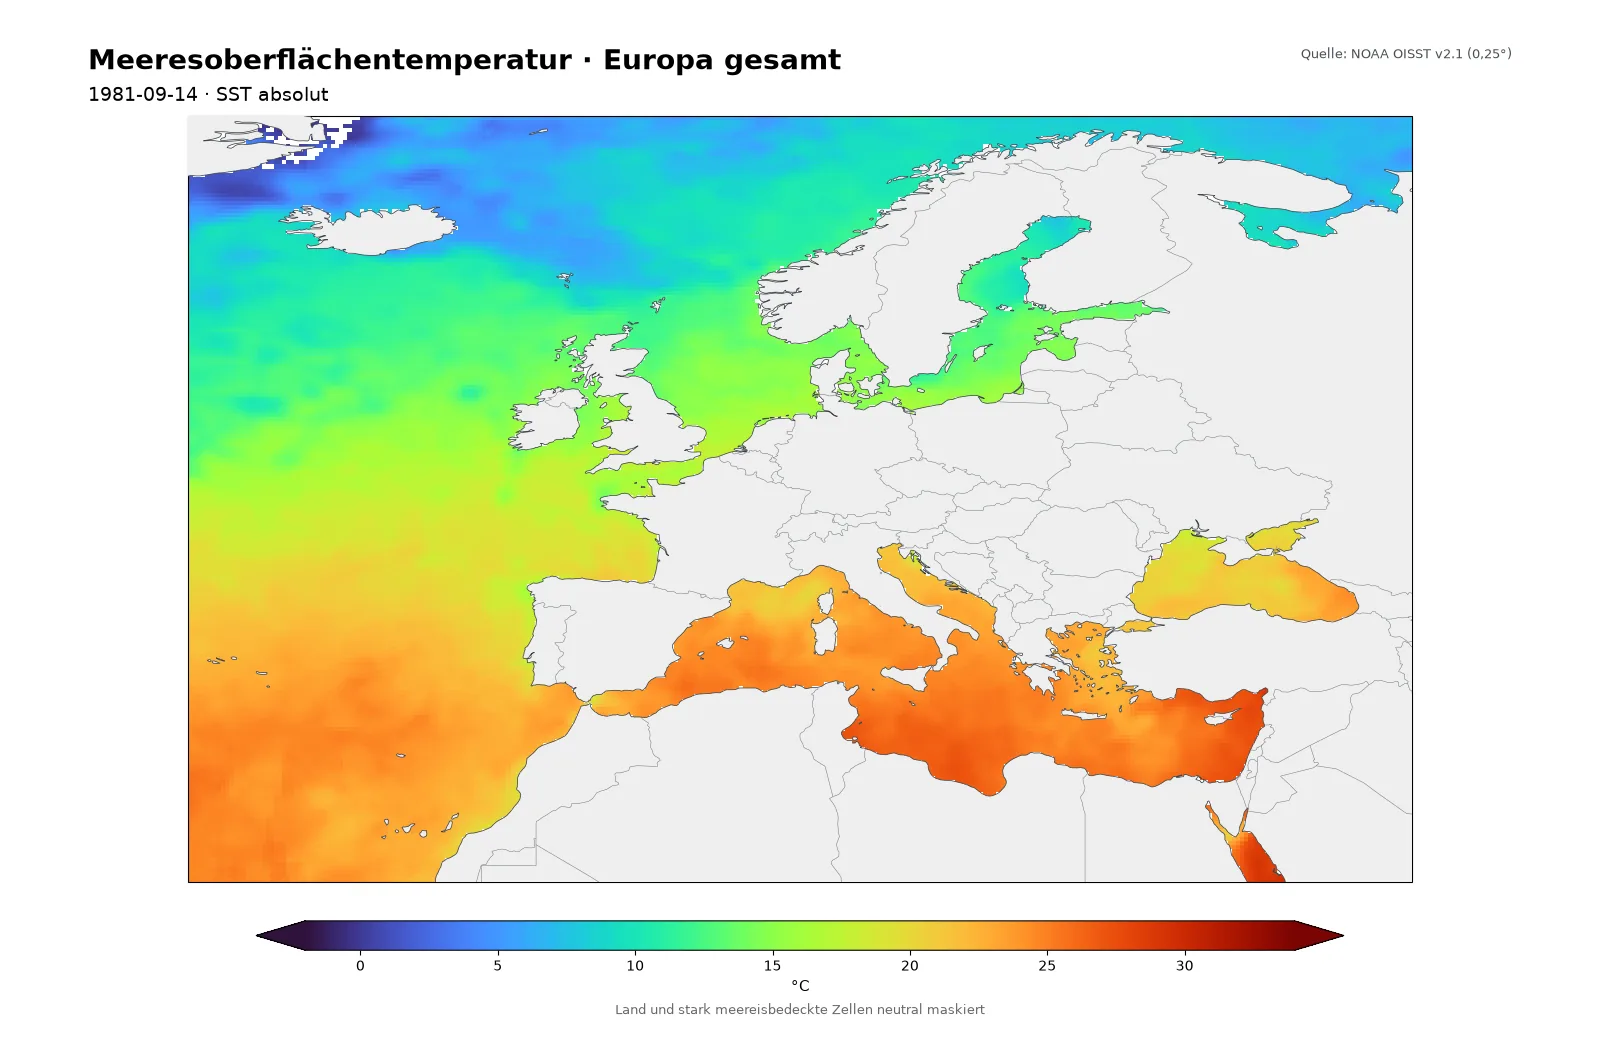 Meeresoberflächentemperatur · Europa gesamt
Quelle: NOAA OISST v2.1 (0,25°)
1981-09-14 · SST absolut
0 5 10 15 20 25 30
°C
Land und stark meereisbedeckte Zellen neutral maskiert